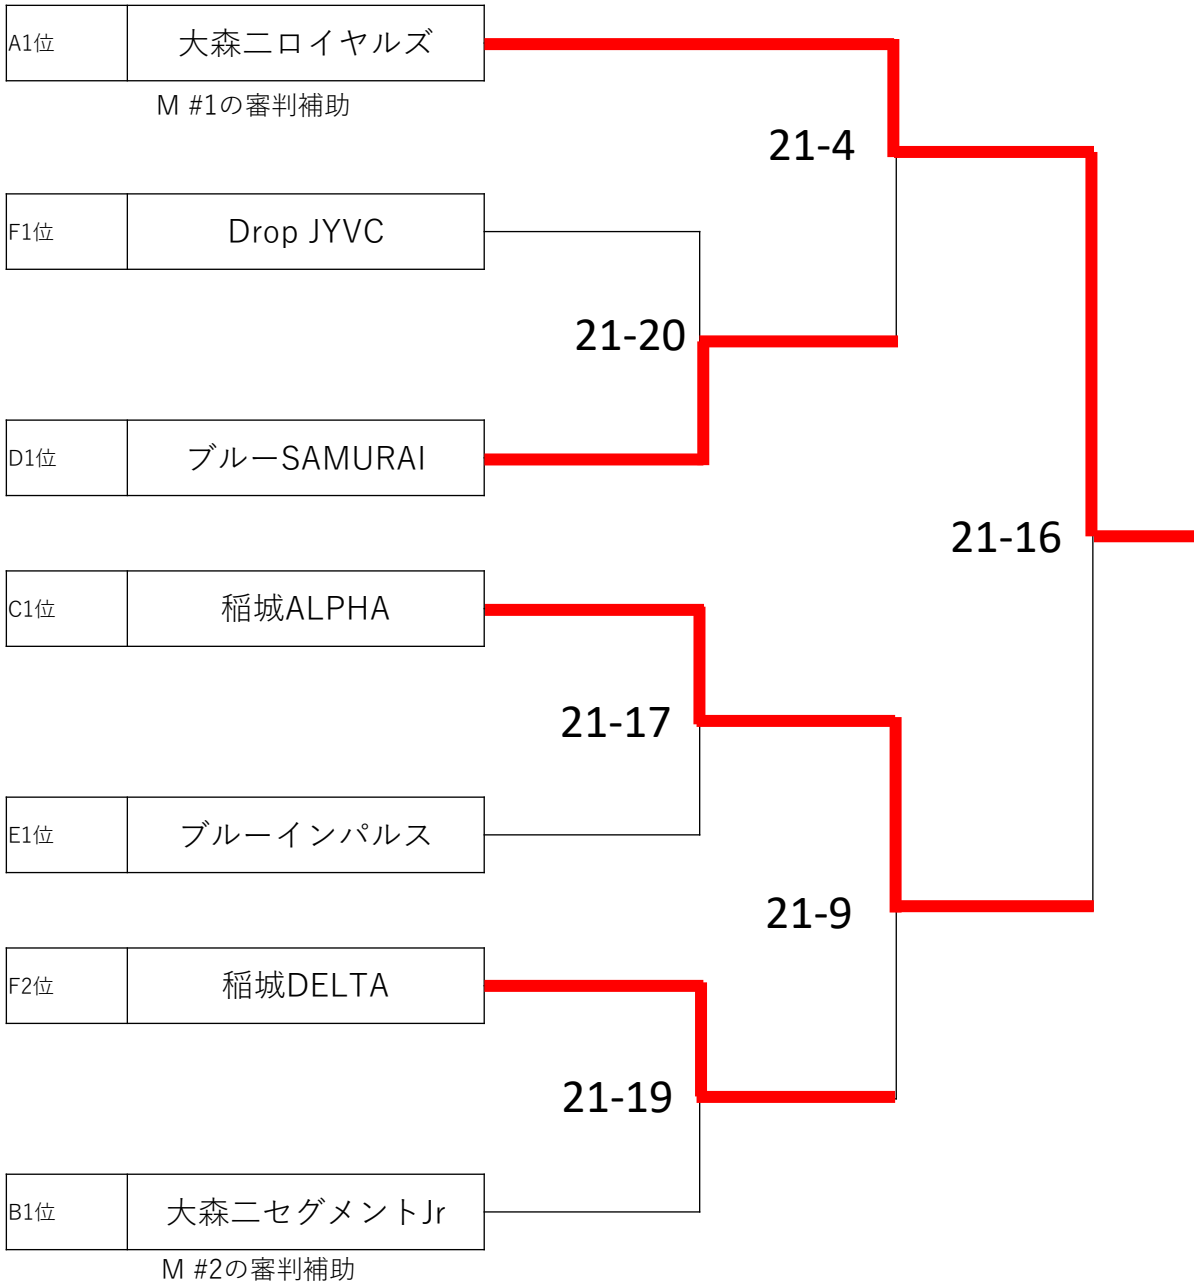 A1位 大森二ロイヤルズ
M #1の審判補助
21-4
F1位 Drop JYVC
21-20
D1位 ブルーSAMURAI
21-16
C1位 稲城ALPHA
21-17
E1位 ブルーインパルス
21-9
F2位 稲城DELTA
21-19
B1位 大森二セグメントJr
M #2の審判補助